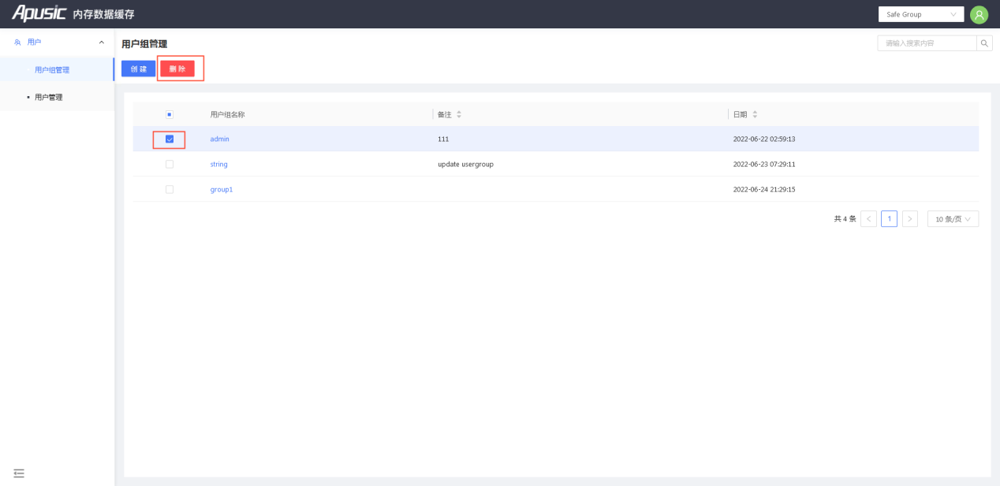 Apusic 内存数据缓存
Safe Group
用户
用户组管理
用户管理
用户组管理
请输入搜索内容
创 建
删 除
用户组名称 备注 日期
admin 111 2022-06-22 02:59:13
string update usergroup 2022-06-23 07:29:11
group1 2022-06-24 21:29:15
共 4 条 < 1 > 10 条/页